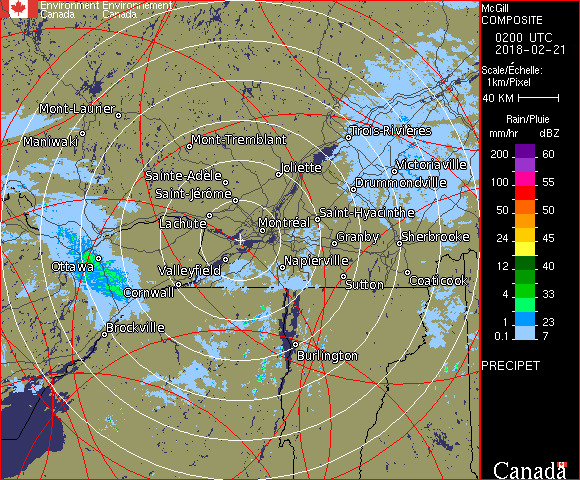 Environment Environnement
Canada Canada
Mont-Laurier
Maniwaki
Mont-Tremblant
Trois-Rivières
Sainte-Adèle
Joliette
Victoriaville
Saint-Jérôme
Drummondville
Lachute
Montréal
Saint-Hyacinthe
Granby
Sherbrooke
Ottawa
Valleyfield
Napierville
Cornwall
Sutton
Coaticook
Brockville
Burlington
McGill
COMPOSITE
0200 UTC
2018-02-21
Scale/Échelle:
1km/Pixel
40 KM
Rain/Pluie
mm/hr dBZ
200 60
100 55
50 50
24 45
12 40
4 33
1 23
0.1 7
PRECIPET
Canada